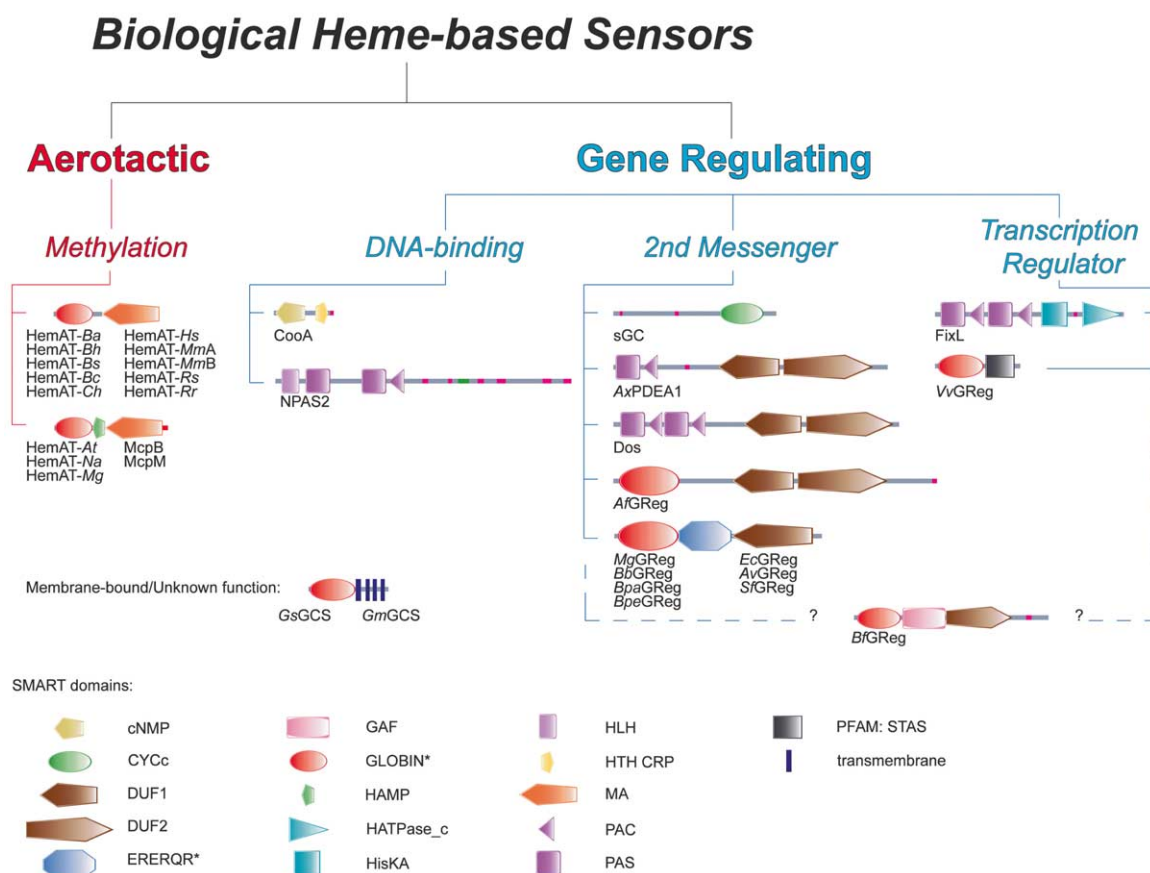 Biological Heme-based Sensors
Aerotactic
Gene Regulating
Methylation
DNA-binding
2nd Messenger
Transcription
Regulator
HemAT-Ba
HemAT-Bh
HemAT-Bs
HemAT-Bc
HemAT-Ch
HemAT-Hs
HemAT-MmA
HemAT-MmB
HemAT-Rs
HemAT-Rr
HemAT-At
HemAT-Na
HemAT-Mg
McpB
McpM
CooA
NPAS2
sGC
AxPDEA1
Dos
AfGReg
MgGReg
BbGReg
BpaGReg
BpeGReg
EcGReg
AvGReg
SfGReg
FixL
VvGReg
Membrane-bound/Unknown function:
GsGCS
GmGCS
?
BfGReg
?
SMART domains:
cNMP
CYCc
DUF1
DUF2
ERERQR*
GAF
GLOBIN*
HAMP
HATPase_c
HisKA
HLH
HTH CRP
MA
PAC
PAS
PFAM: STAS
transmembrane